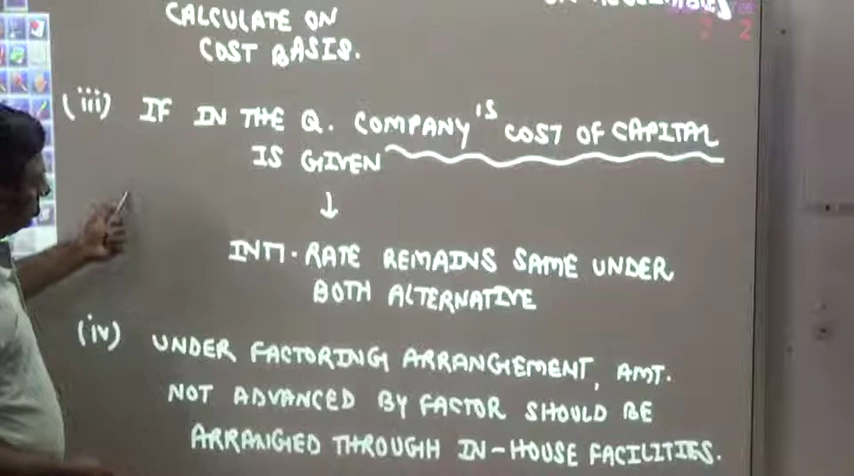 CALCULATE ON
COST BASIS.
(iii) IF IN THE Q. COMPANY'S COST OF CAPITAL
IS GIVEN
↓
INTT. RATE REMAINS SAME UNDER
BOTH ALTERNATIVE
(iv) UNDER FACTORING ARRANGEMENT, AMT.
NOT ADVANCED BY FACTOR SHOULD BE
ARRANGED THROUGH IN-HOUSE FACILITIES.